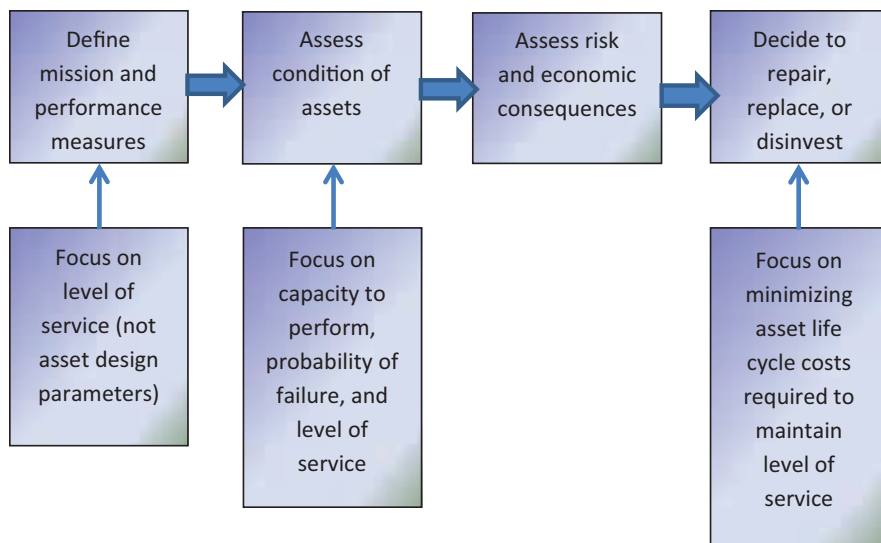 Define
mission and
performance
measures
Assess
condition of
assets
Assess risk
and economic
consequences
Decide to
repair,
replace, or
disinvest
Focus on
level of
service (not
asset design
parameters)
Focus on
capacity to
perform,
probability of
failure, and
level of
service
Focus on
minimizing
asset life
cycle costs
required to
maintain
level of
service